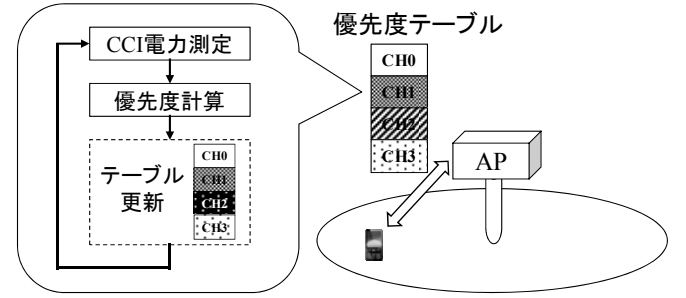 CCI電力測定
優先度計算
テーブル
更新
CH0
CH1
CH2
CH3
優先度テーブル
CH0
CH1
CH2
CH3
AP